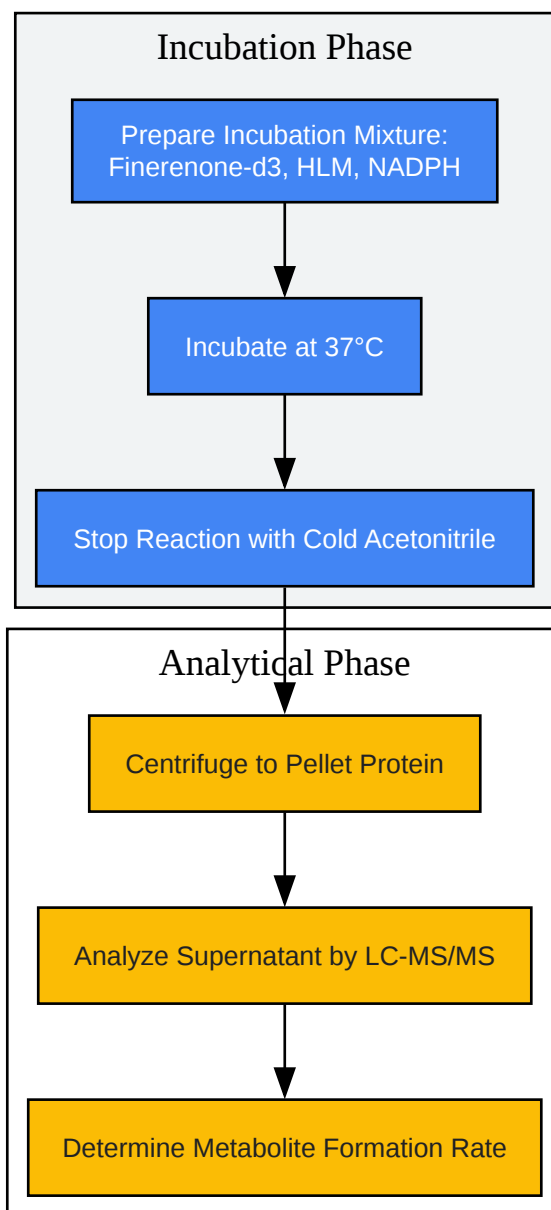 Incubation Phase
Prepare Incubation Mixture:
Finerenone-d3, HLM, NADPH
Incubate at 37°C
Stop Reaction with Cold Acetonitrile
Analytical Phase
Centrifuge to Pellet Protein
Analyze Supernatant by LC-MS/MS
Determine Metabolite Formation Rate